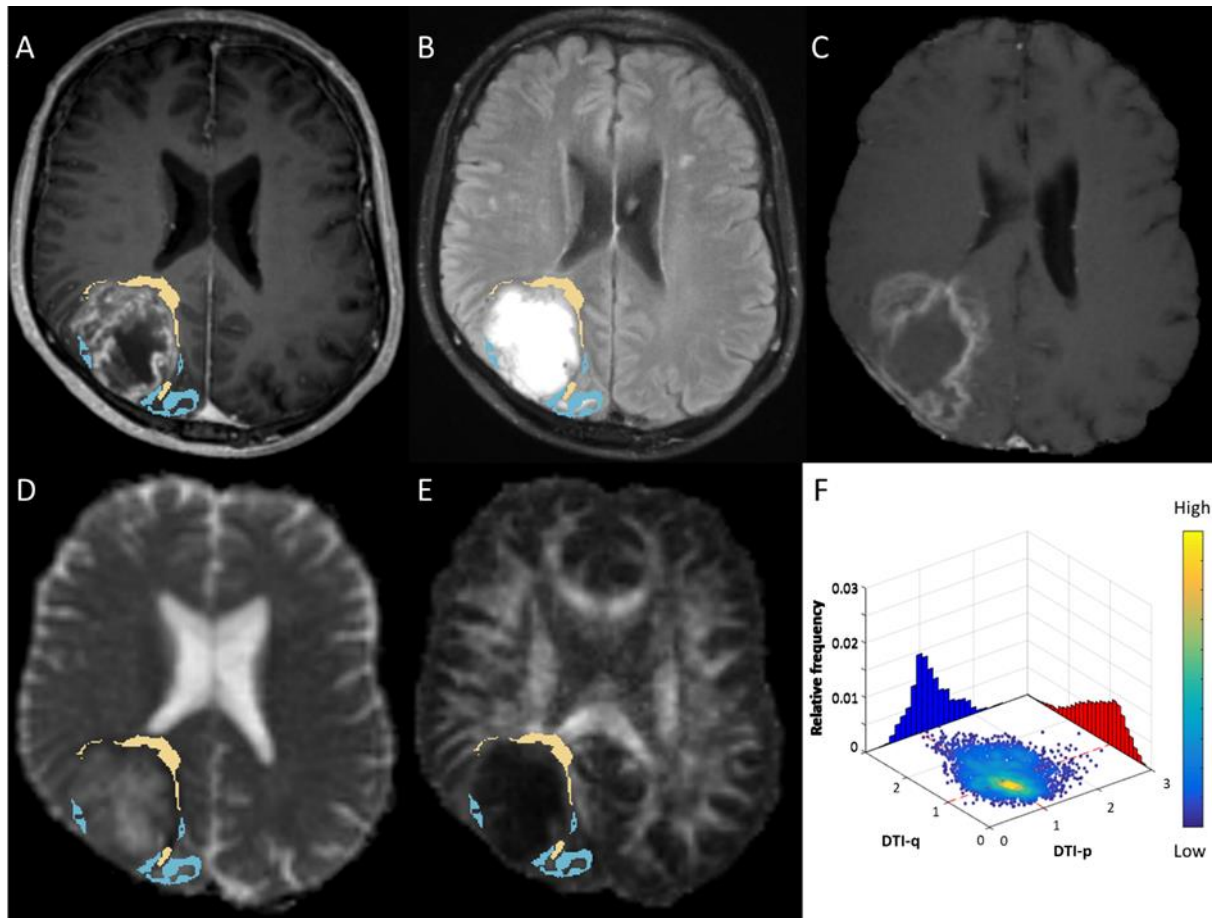 A
B
C
D
E
F
High
0.03
0.02
0.01
0
Relative frequency
2
1
0
0
1
2
3
DTI-q
DTI-p
Low